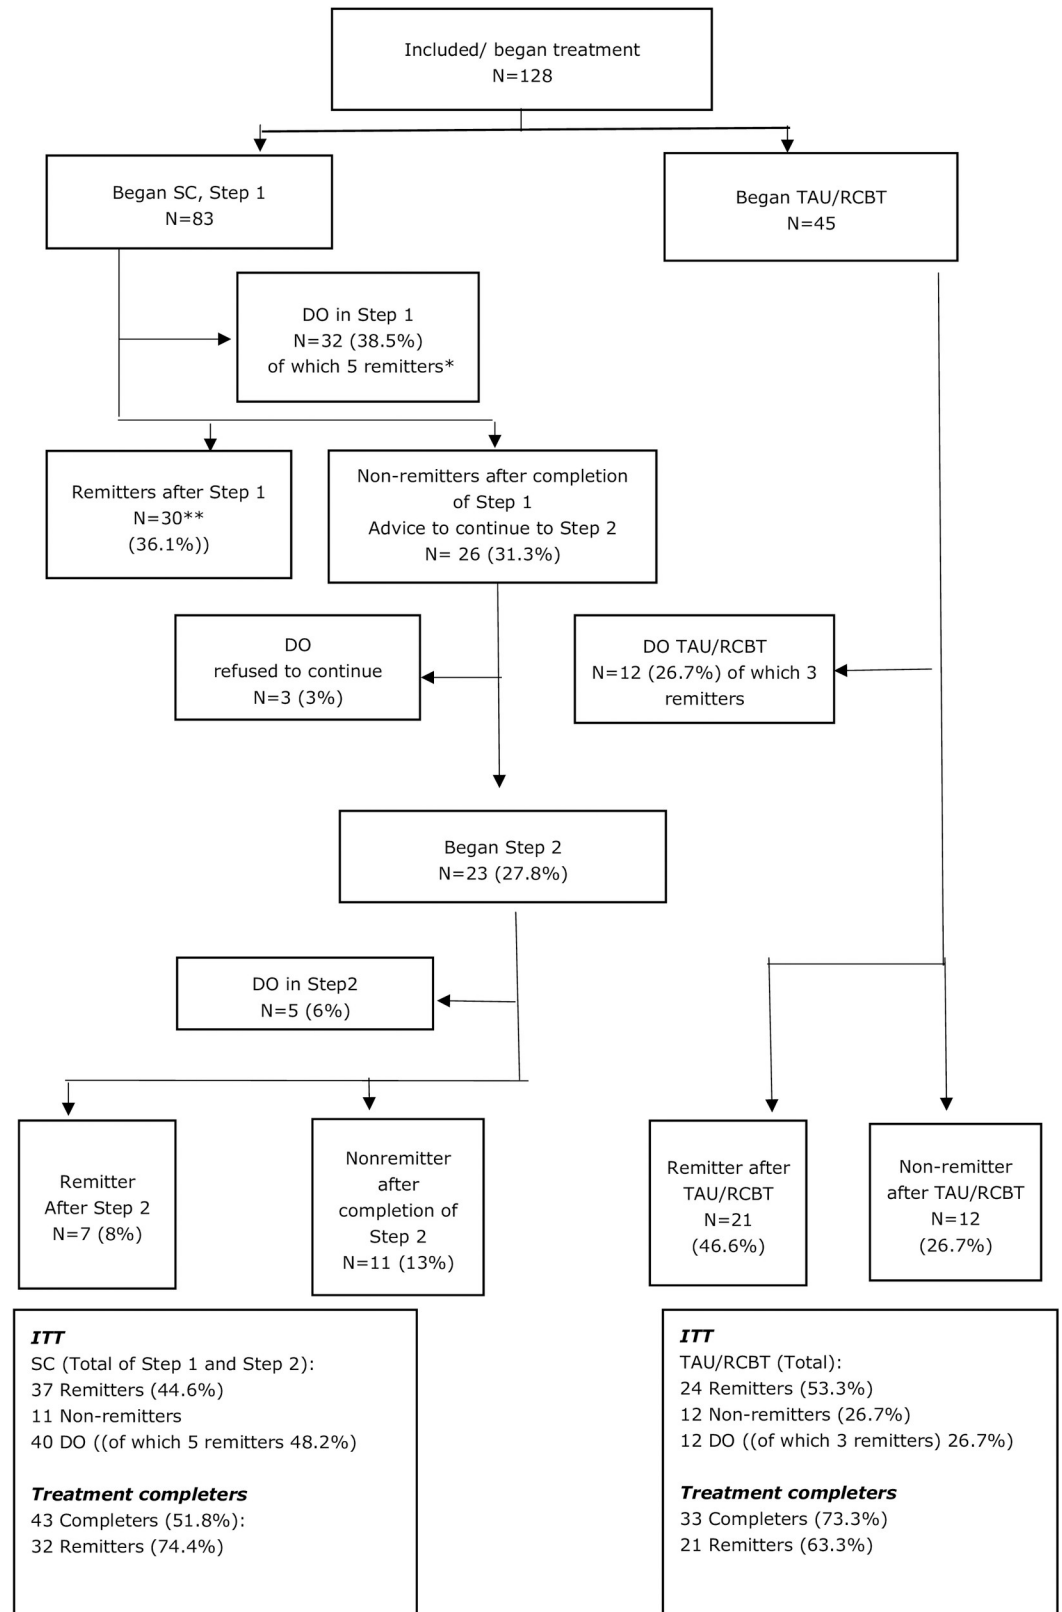 Included/ began treatment
N=128
Began SC, Step 1
N=83
Began TAU/RCBT
N=45
DO in Step 1
N=32 (38.5%)
of which 5 remitters*
Remitters after Step 1
N=30**
(36.1%))
Non-remitters after completion
of Step 1
Advice to continue to Step 2
N= 26 (31.3%)
DO
refused to continue
N=3 (3%)
DO TAU/RCBT
N=12 (26.7%) of which 3
remitters
Began Step 2
N=23 (27.8%)
DO in Step2
N=5 (6%)
Remitter
After Step 2
N=7 (8%)
Nonremitter
after
completion of
Step 2
N=11 (13%)
Remitter after
TAU/RCBT
N=21
(46.6%)
Non-remitter
after TAU/RCBT
N=12
(26.7%)
ITT
SC (Total of Step 1 and Step 2):
37 Remitters (44.6%)
11 Non-remitters
40 DO ((of which 5 remitters 48.2%)
Treatment completers
43 Completers (51.8%):
32 Remitters (74.4%)
ITT
TAU/RCBT (Total):
24 Remitters (53.3%)
12 Non-remitters (26.7%)
12 DO ((of which 3 remitters) 26.7%)
Treatment completers
33 Completers (73.3%)
21 Remitters (63.3%)